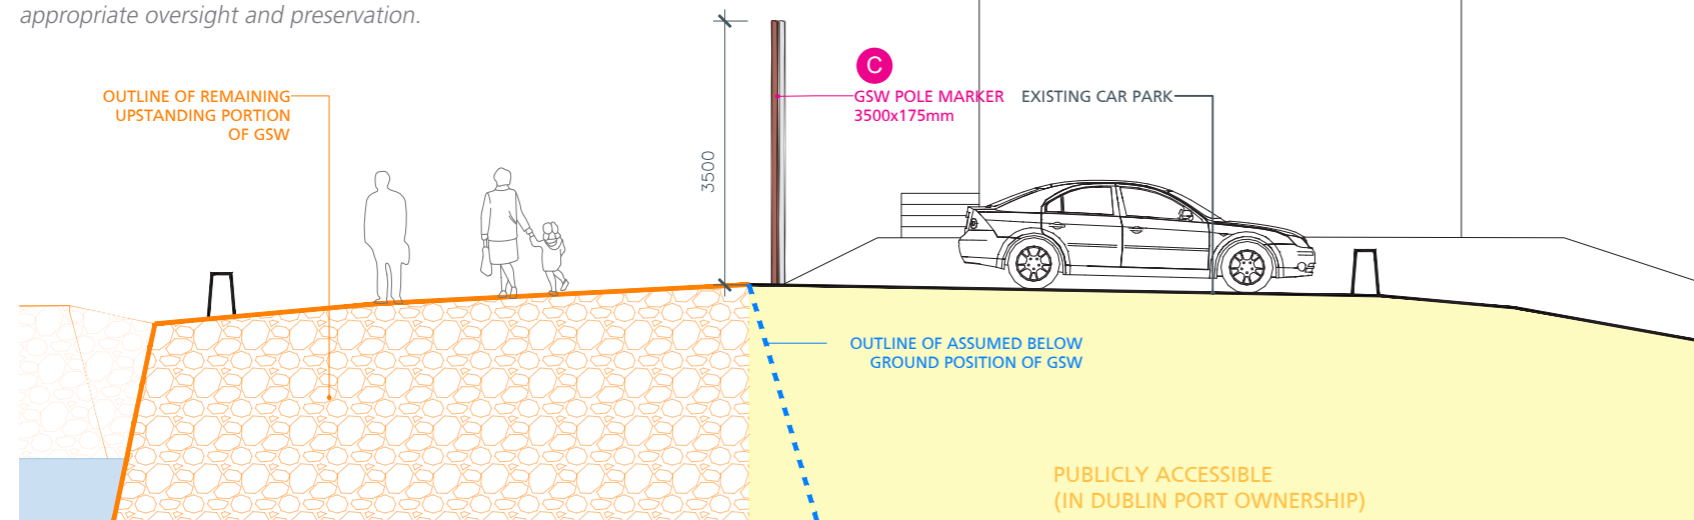 appropriate oversight and preservation.
OUTLINE OF REMAINING
UPSTANDING PORTION
OF GSW
3500
C
GSW POLE MARKER
3500x175mm
EXISTING CAR PARK
OUTLINE OF ASSUMED BELOW
GROUND POSITION OF GSW
PUBLICLY ACCESSIBLE
(IN DUBLIN PORT OWNERSHIP)